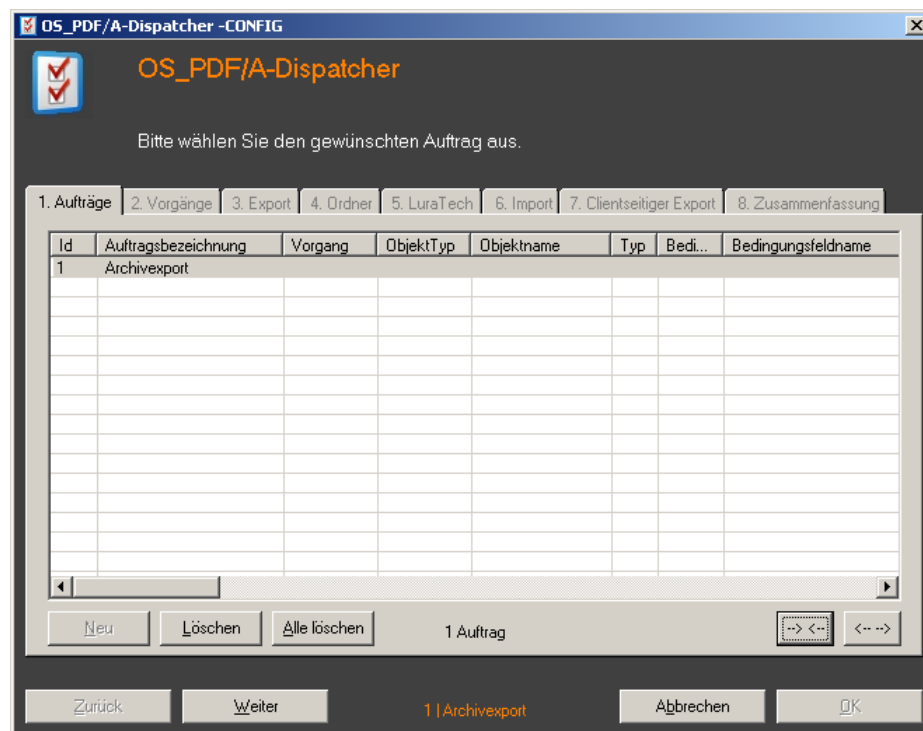 OS_PDF/A-Dispatcher -CONFIG
OS_PDF/A-Dispatcher
Bitte wählen Sie den gewünschten Auftrag aus.
1. Aufträge 2. Vorgänge 3. Export 4. Ordner 5. LuraTech 6. Import 7. Clientseitiger Export 8. Zusammenfassung
Id Auftragsbezeichnung Vorgang ObjektTyp Objektname Typ Bedi... Bedingungsfeldname
1 Archivexport
Neu Löschen Alle löschen 1 Auftrag --> <-- <-- -->
Zurück Weiter 1 | Archivexport Abbrechen OK